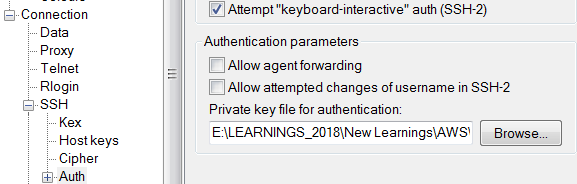 Connection
Data
Proxy
Telnet
Rlogin
SSH
Kex
Host keys
Cipher
Auth
Attempt "keyboard-interactive" auth (SSH-2)
Authentication parameters
Allow agent forwarding
Allow attempted changes of username in SSH-2
Private key file for authentication:
E:\LEARNINGS_2018\New Learnings\AWS\
Browse...